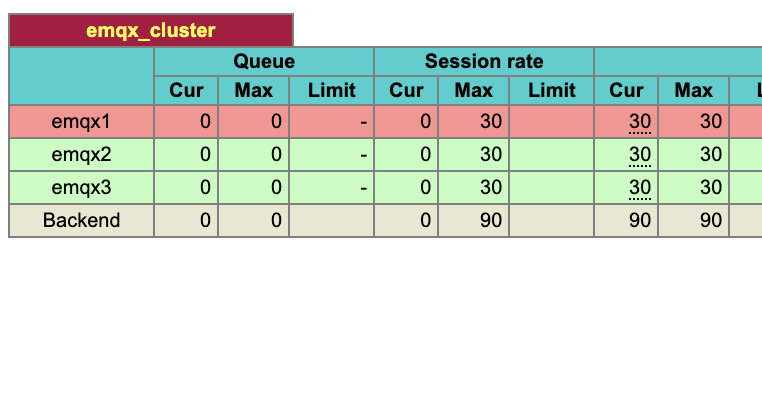 emqx_cluster
Queue Session rate
Cur Max Limit Cur Max Limit Cur Max
emqx1 0 0 - 0 30 30 30
emqx2 0 0 - 0 30 30 30
emqx3 0 0 - 0 30 30 30
Backend 0 0 0 90 90 90